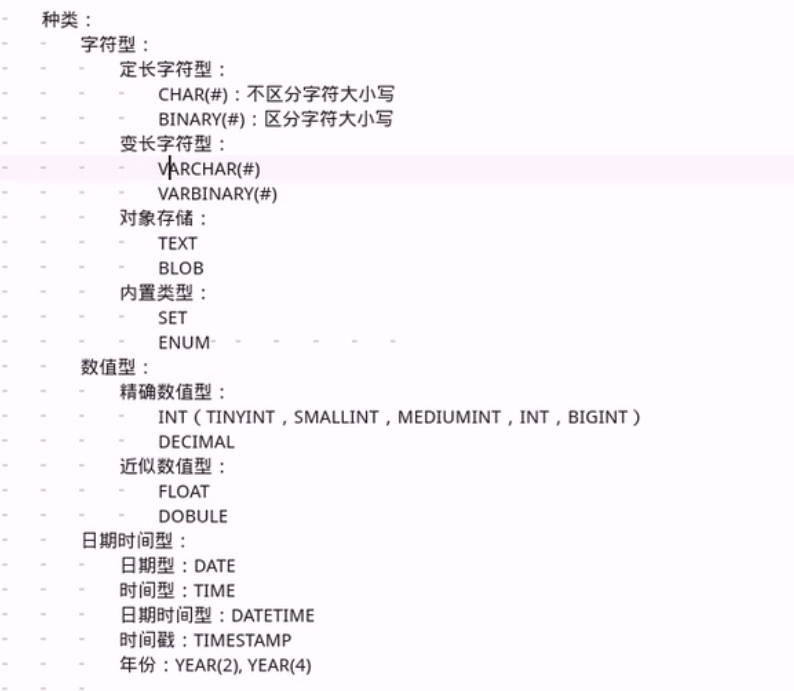 种类：
字符型：
定长字符型：
CHAR(#)：不区分字符大小写
BINARY(#)：区分字符大小写
变长字符型：
VARCHAR(#)
VARBINARY(#)
对象存储：
TEXT
BLOB
内置类型：
SET
ENUM
数值型：
精确数值型：
INT（TINYINT，SMALLINT，MEDIUMINT，INT，BIGINT）
DECIMAL
近似数值型：
FLOAT
DOBULE
日期时间型：
日期型：DATE
时间型：TIME
日期时间型：DATETIME
时间戳：TIMESTAMP
年份：YEAR(2), YEAR(4)